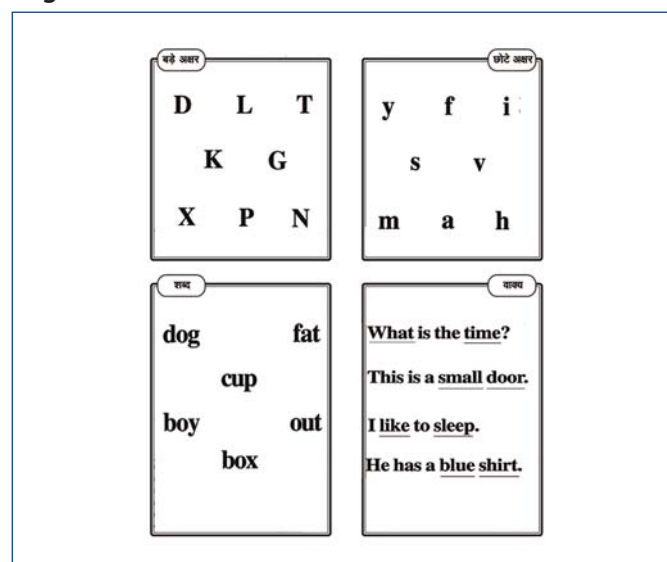 बड़े अक्षर
D L T
K G
X P N
छोटे अक्षर
y f i
s v
m a h
शब्द
dog fat
cup
boy out
box
वाक्य
What is the time?
This is a small door.
I like to sleep.
He has a blue shirt.